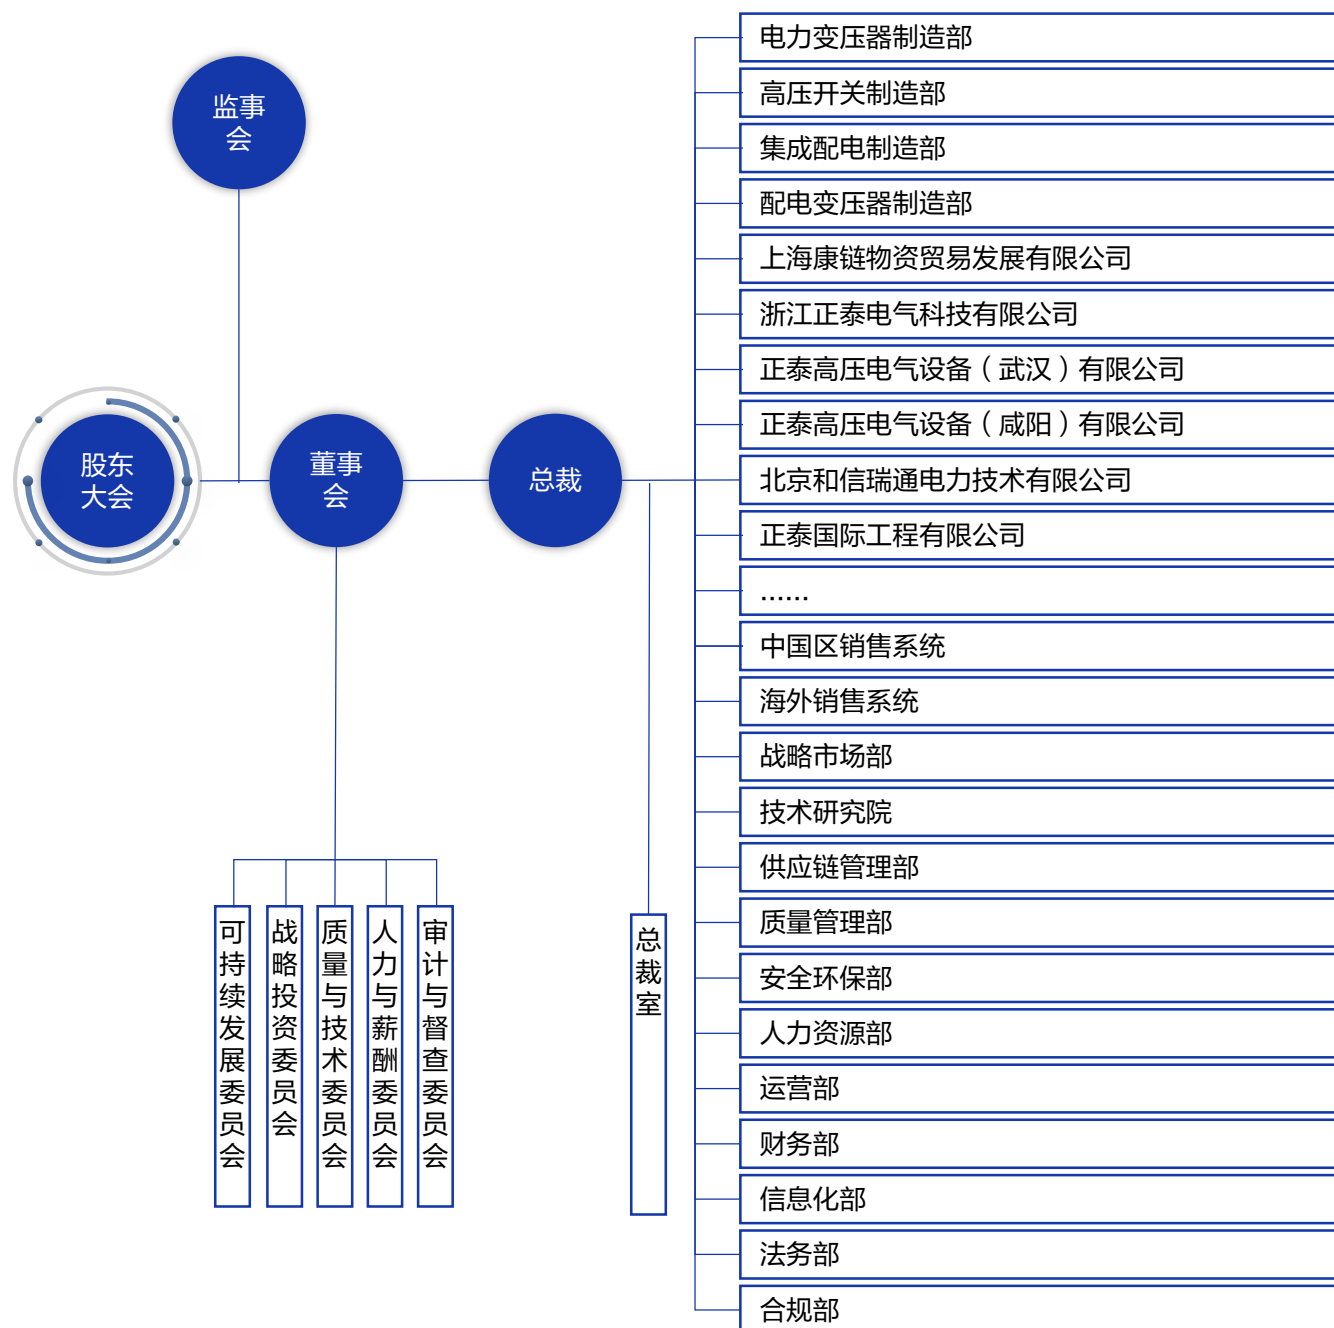 监事
会
股东
大会
董事
会
总裁
可持续发展委员会
战略投资委员会
质量与技术委员会
人力与薪酬委员会
审计与督查委员会
总裁室
电力变压器制造部
高压开关制造部
集成配电制造部
配电变压器制造部
上海康链物资贸易发展有限公司
浙江正泰电气科技有限公司
正泰高压电气设备（武汉）有限公司
正泰高压电气设备（咸阳）有限公司
北京和信瑞通电力技术有限公司
正泰国际工程有限公司
……
中国区销售系统
海外销售系统
战略市场部
技术研究院
供应链管理部
质量管理部
安全环保部
人力资源部
运营部
财务部
信息化部
法务部
合规部